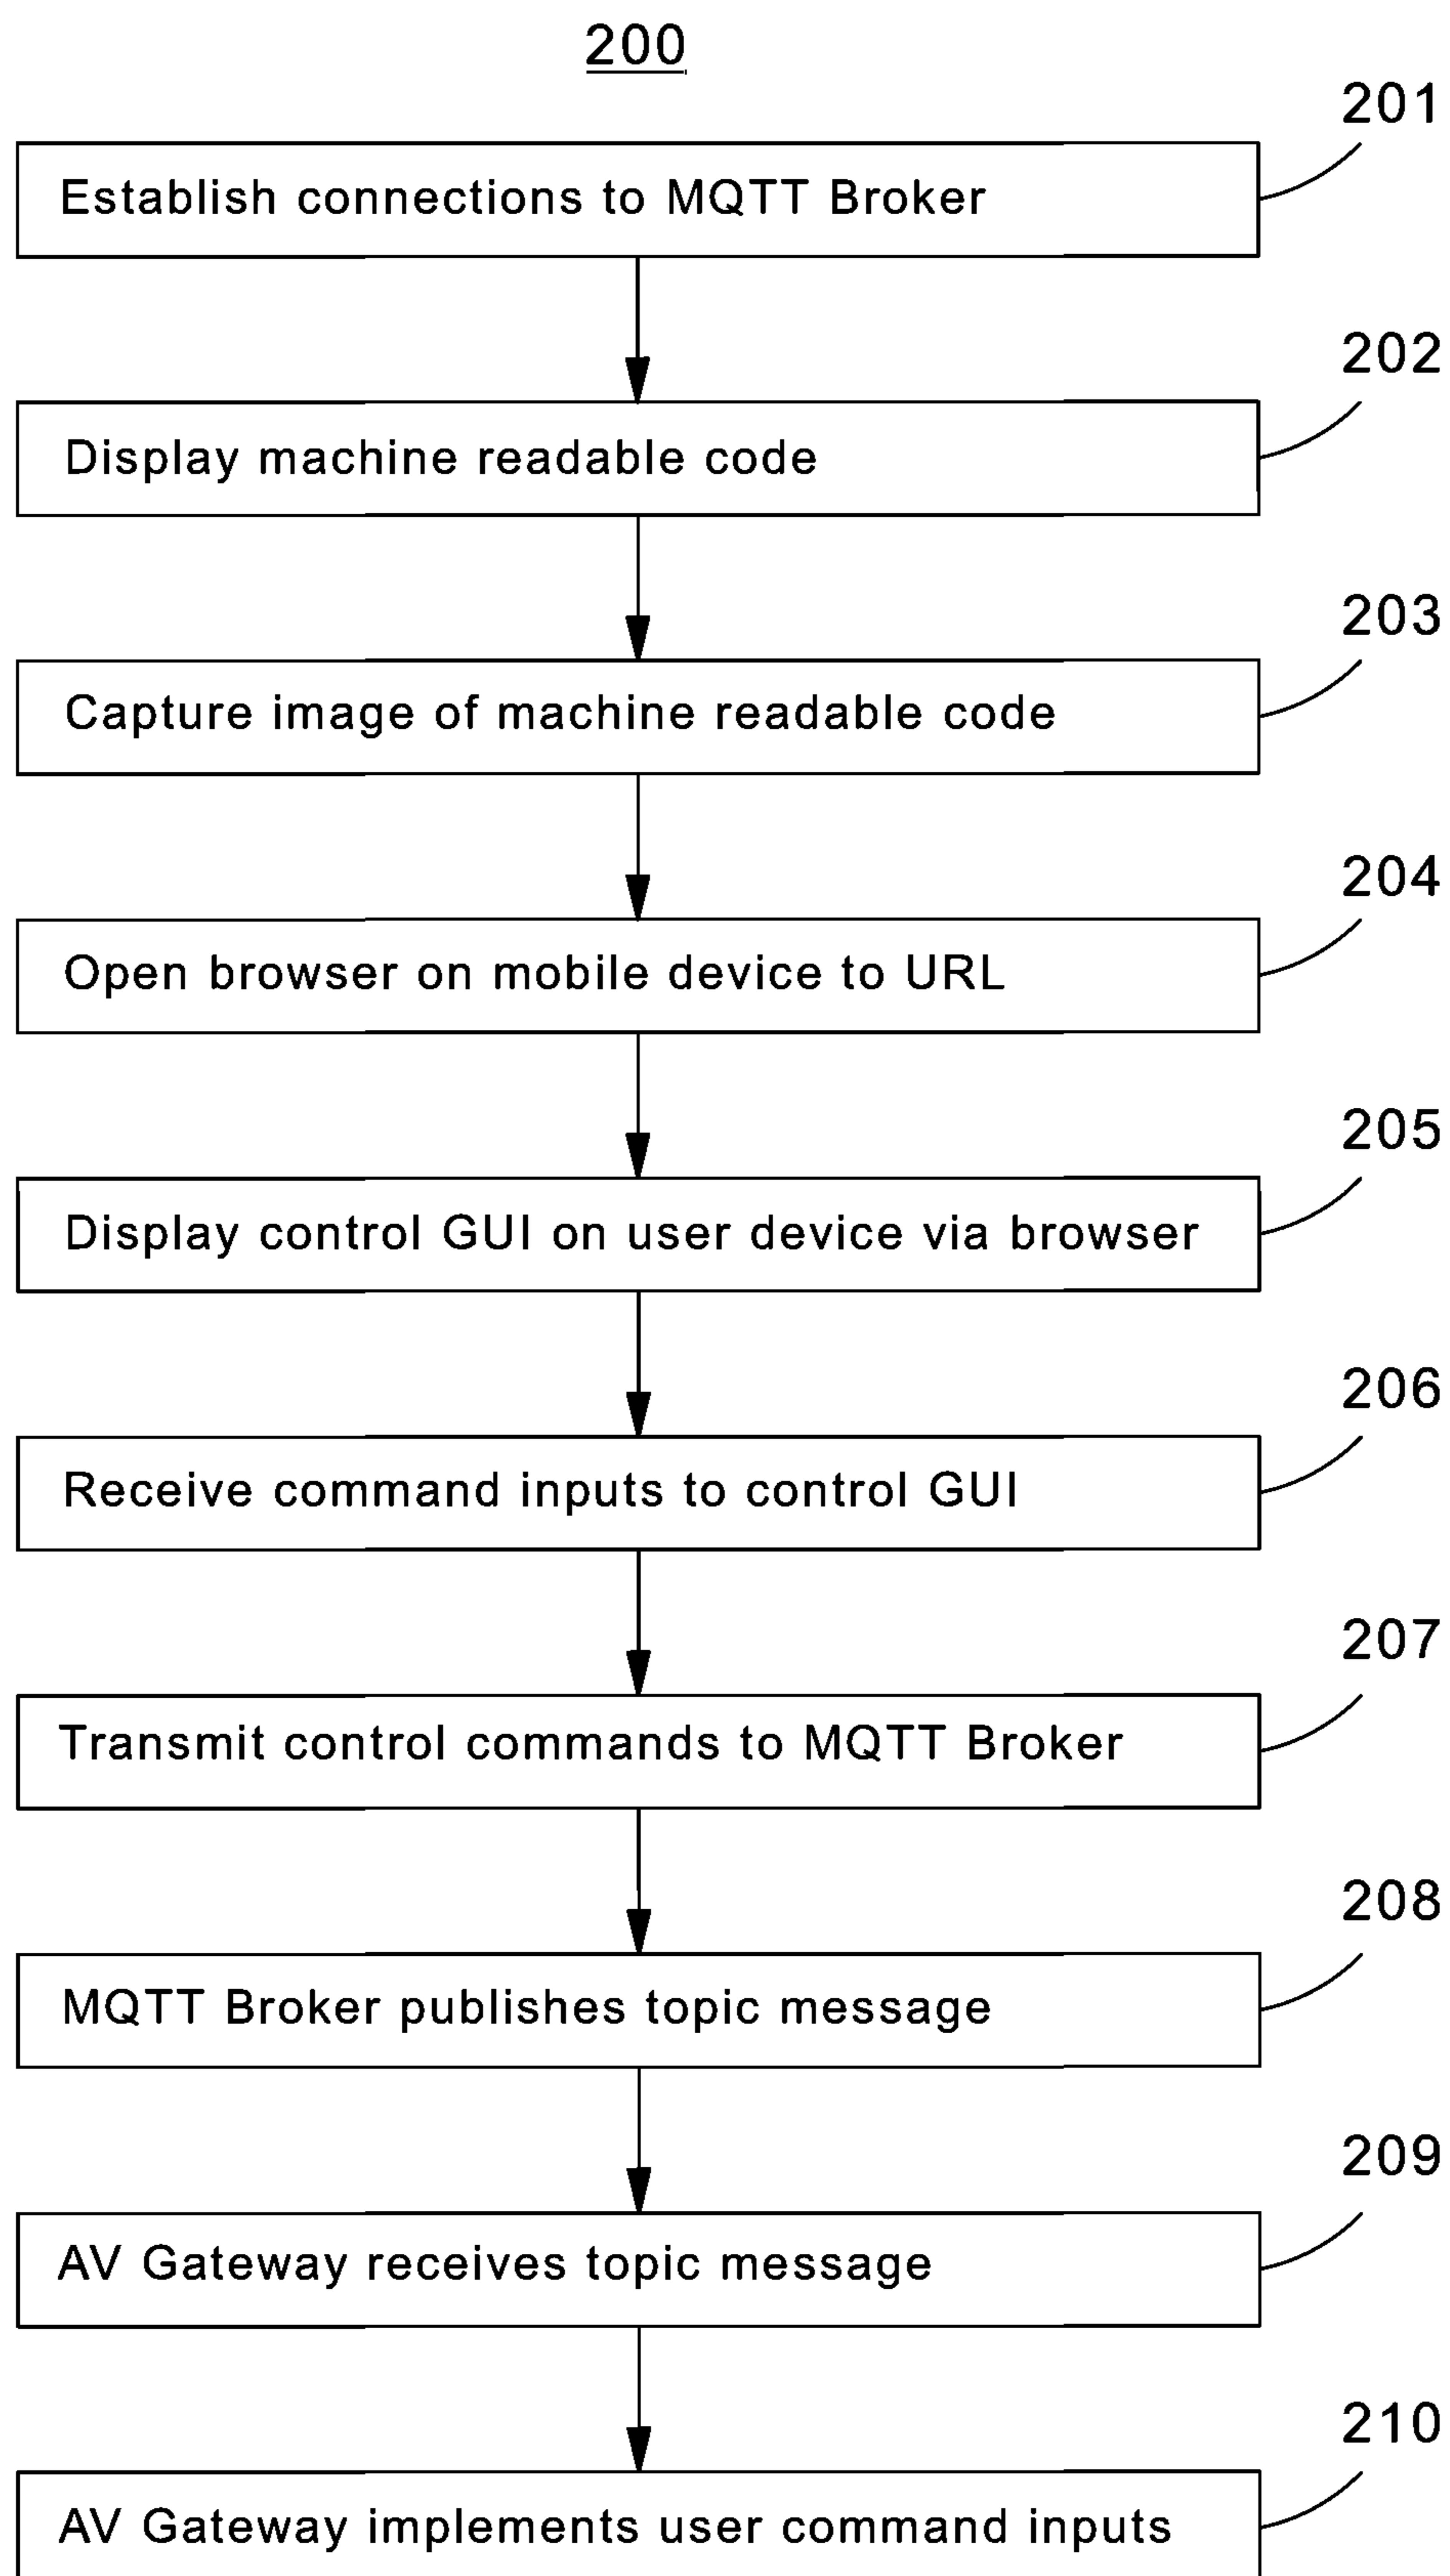 200
201
Establish connections to MQTT Broker
202
Display machine readable code
203
Capture image of machine readable code
204
Open browser on mobile device to URL
205
Display control GUI on user device via browser
206
Receive command inputs to control GUI
207
Transmit control commands to MQTT Broker
208
MQTT Broker publishes topic message
209
AV Gateway receives topic message
210
AV Gateway implements user command inputs